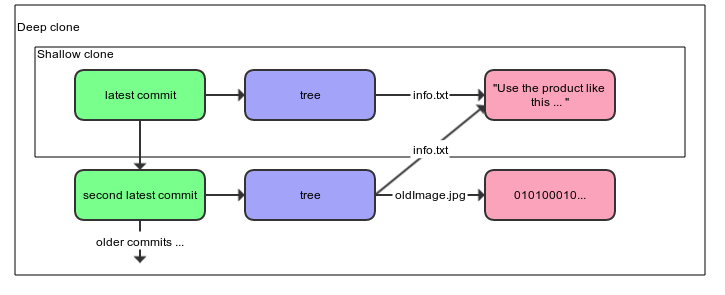 Deep clone
Shallow clone
latest commit
tree
info.txt
"Use the product like
this ... "
info.txt
second latest commit
tree
oldImage.jpg
010100010...
older commits ...